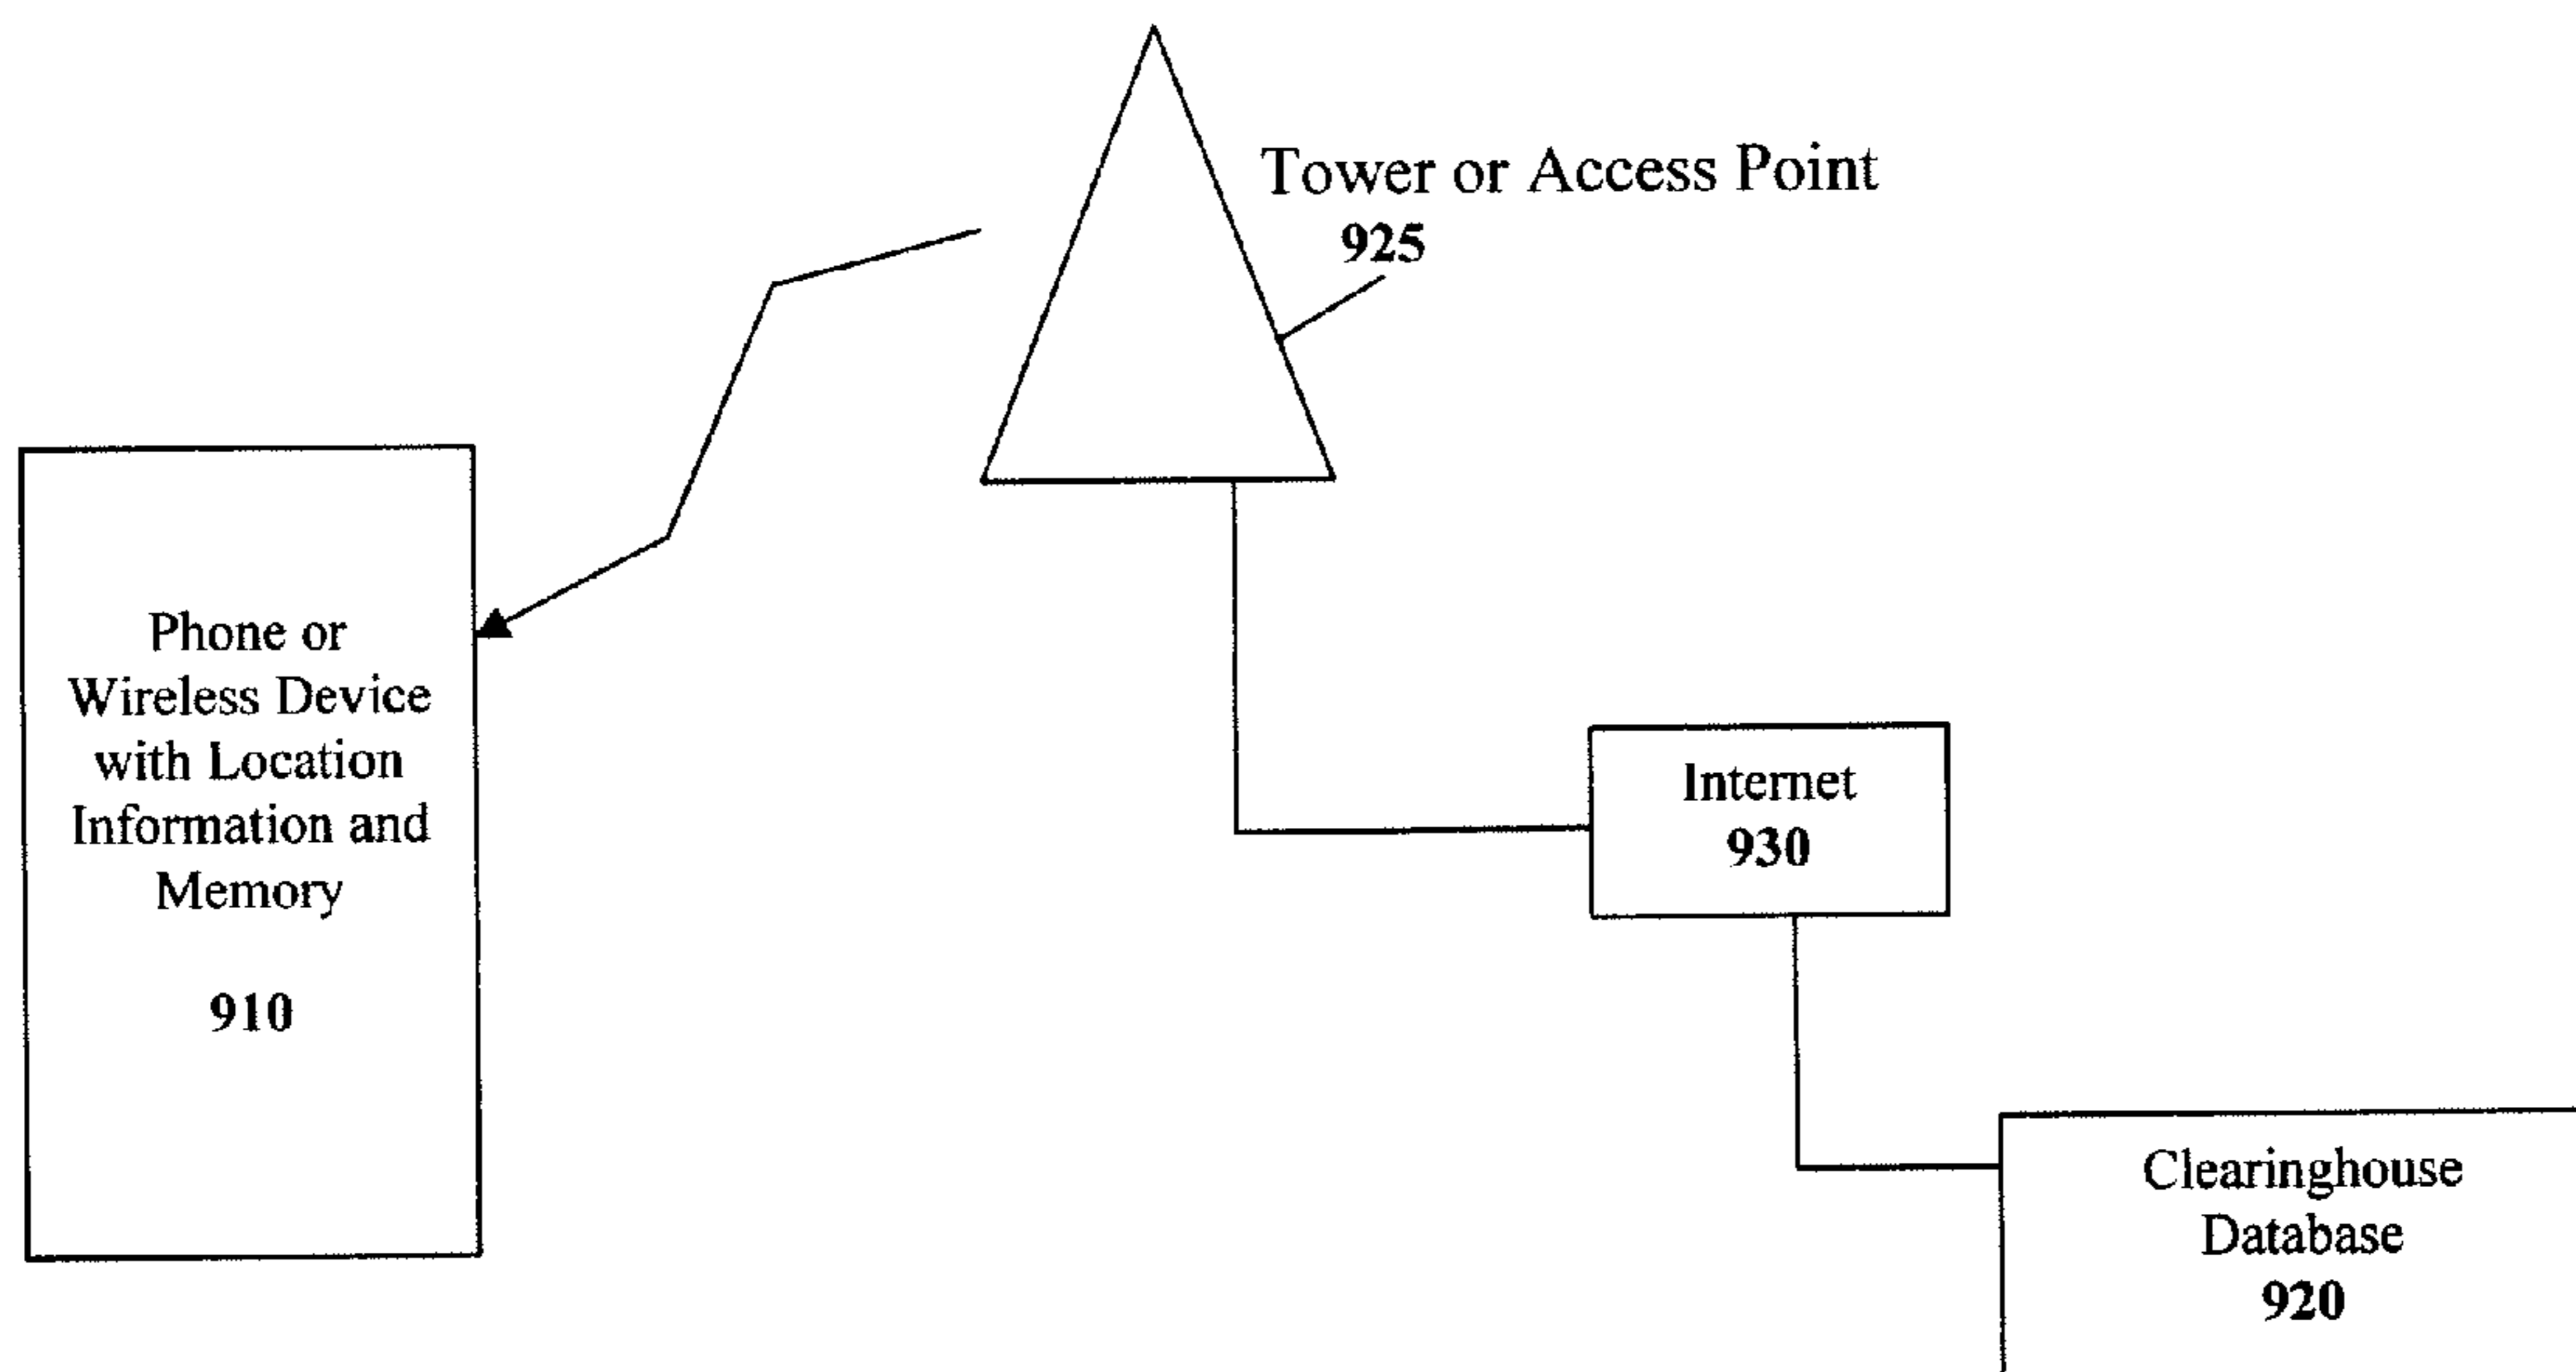 Tower or Access Point
925
Phone or
Wireless Device
with Location
Information and
Memory
910
Internet
930
Clearinghouse
Database
920